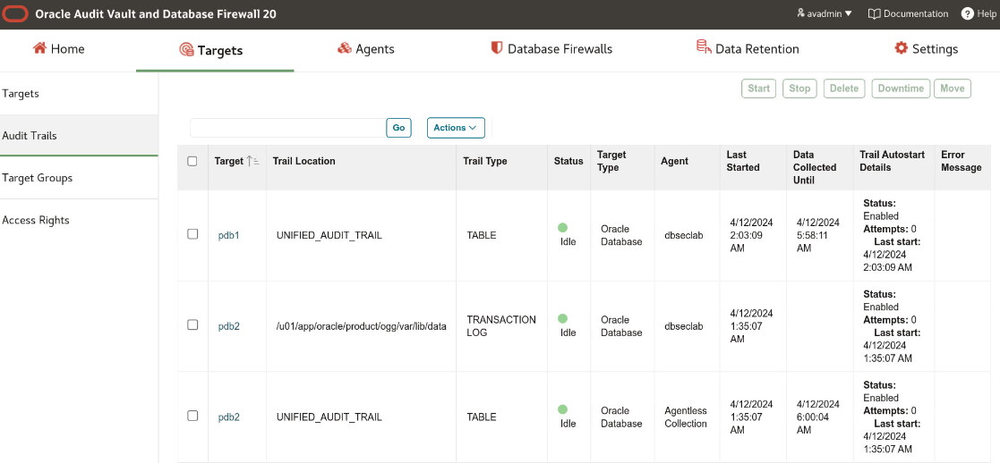 Oracle Audit Vault and Database Firewall 20
avadmin
Documentation
? Help
Home
Targets
Agents
Database Firewalls
Data Retention
Settings
Targets
Audit Trails
Target Groups
Access Rights
Start
Stop
Delete
Downtime
Move
Go
Actions
Target
Trail Location
Trail Type
Status
Target
Type
Agent
Last
Started
Data
Collected
Until
Trail Autostart
Details
Error
Message
pdb1
UNIFIED_AUDIT_TRAIL
TABLE
Idle
Oracle
Database
dbseclab
4/12/2024
2:03:09
AM
4/12/2024
5:58:11
AM
Status:
Enabled
Attempts: 0
Last start:
4/12/2024
2:03:09 AM
pdb2
/u01/app/oracle/product/ogg/var/lib/data
TRANSACTION
LOG
Idle
Oracle
Database
dbseclab
4/12/2024
1:35:07
AM
Status:
Enabled
Attempts: 0
Last start:
4/12/2024
1:35:07 AM
pdb2
UNIFIED_AUDIT_TRAIL
TABLE
Idle
Oracle
Database
Agentless
Collection
4/12/2024
1:35:07
AM
4/12/2024
6:00:04
AM
Status:
Enabled
Attempts: 0
Last start:
4/12/2024
1:35:07 AM